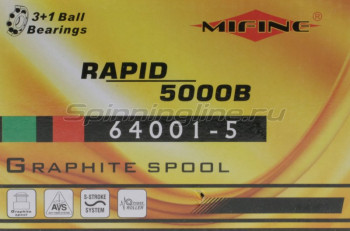 3+1 Ball
Bearings
MIFINE
RAPID
5000B
Spinningline.ru
64001-5
GRAPHITE SPOOL
AVS
S-STROKE
SYSTEM